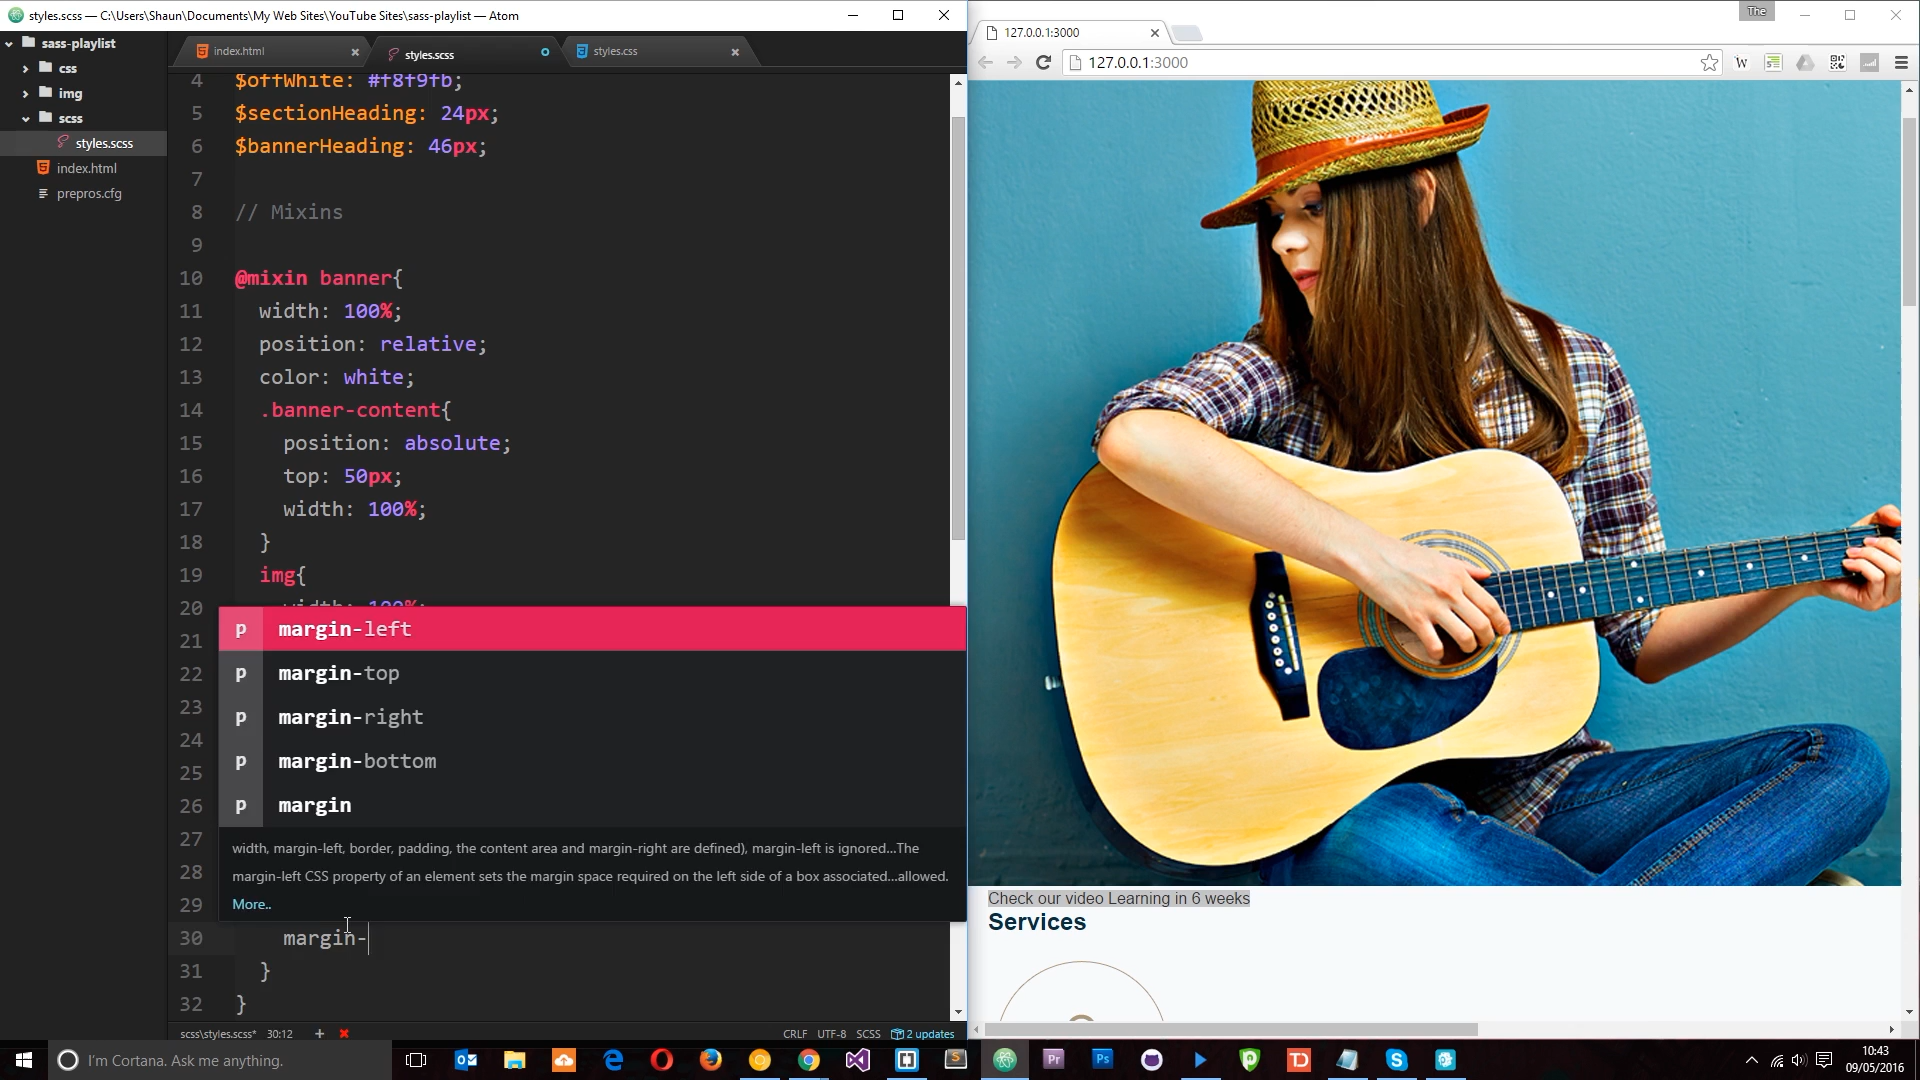 styles.scss — C:\Users\Shaun\Documents\My Web Sites\YouTube Sites\sass-playlist — Atom
sass-playlist
css
img
scss
styles.scss
index.html
prepros.cfg
index.html
styles.scss
styles.css
4 $offWhite: #f8f9fb;
5 $sectionHeading: 24px;
6 $bannerHeading: 46px;
7
8 // Mixins
9
10 @mixin banner{
11 width: 100%;
12 position: relative;
13 color: white;
14 .banner-content{
15 position: absolute;
16 top: 50px;
17 width: 100%;
18 }
19 img{
20 width: 100%;
21 p margin-left
22 p margin-top
23 p margin-right
24
25 p margin-bottom
26 p margin
27 width, margin-left, border, padding, the content area and margin-right are defined), margin-left is ignored...The
28 margin-left CSS property of an element sets the margin space required on the left side of a box associated...allowed.
29 More..
30 margin-
31 }
32 }
scss\styles.scss* 30:12
CRLF UTF-8 SCSS 2 updates
The
127.0.0.1:3000
127.0.0.1:3000
Check our video Learning in 6 weeks
Services
I'm Cortana. Ask me anything.
10:43
09/05/2016